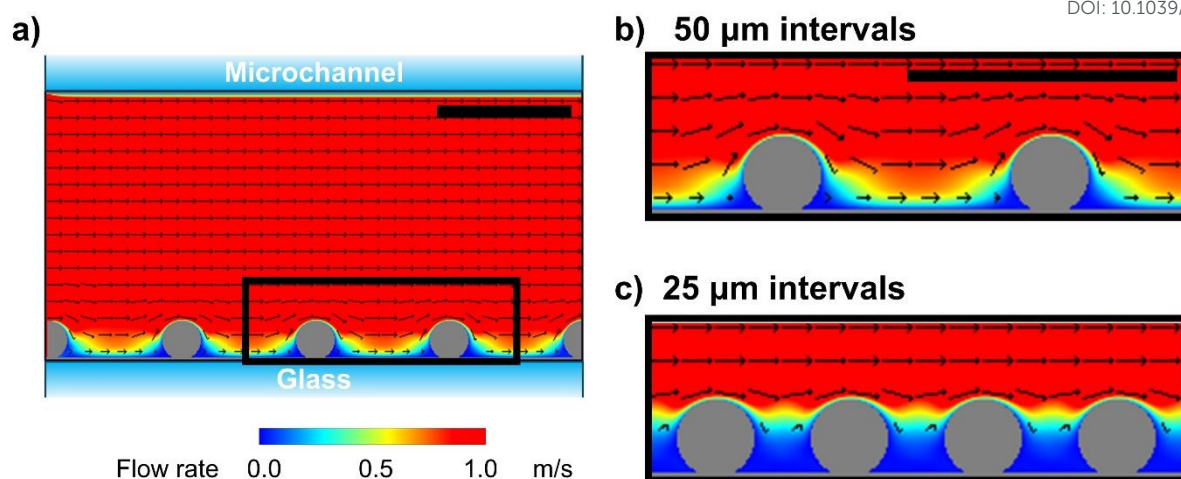 DOI: 10.1039/
a)
Microchannel
Glass
Flow rate 0.0 0.5 1.0 m/s
b) 50 µm intervals
c) 25 µm intervals